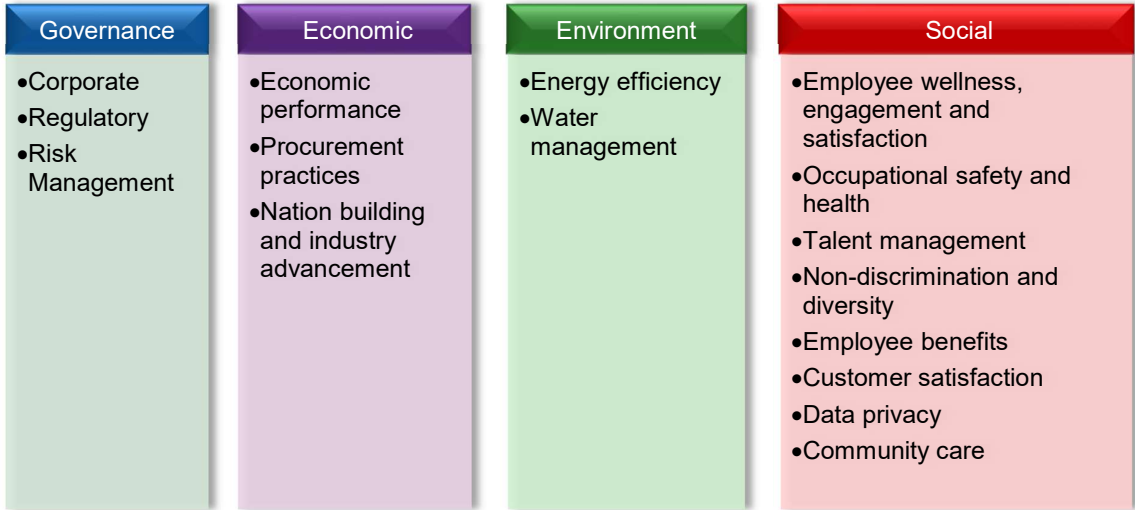 Governance
•Corporate
•Regulatory
•Risk
Management
Economic
•Economic
performance
•Procurement
practices
•Nation building
and industry
advancement
Environment
•Energy efficiency
•Water
management
Social
•Employee wellness,
engagement and
satisfaction
•Occupational safety and
health
•Talent management
•Non-discrimination and
diversity
•Employee benefits
•Customer satisfaction
•Data privacy
•Community care